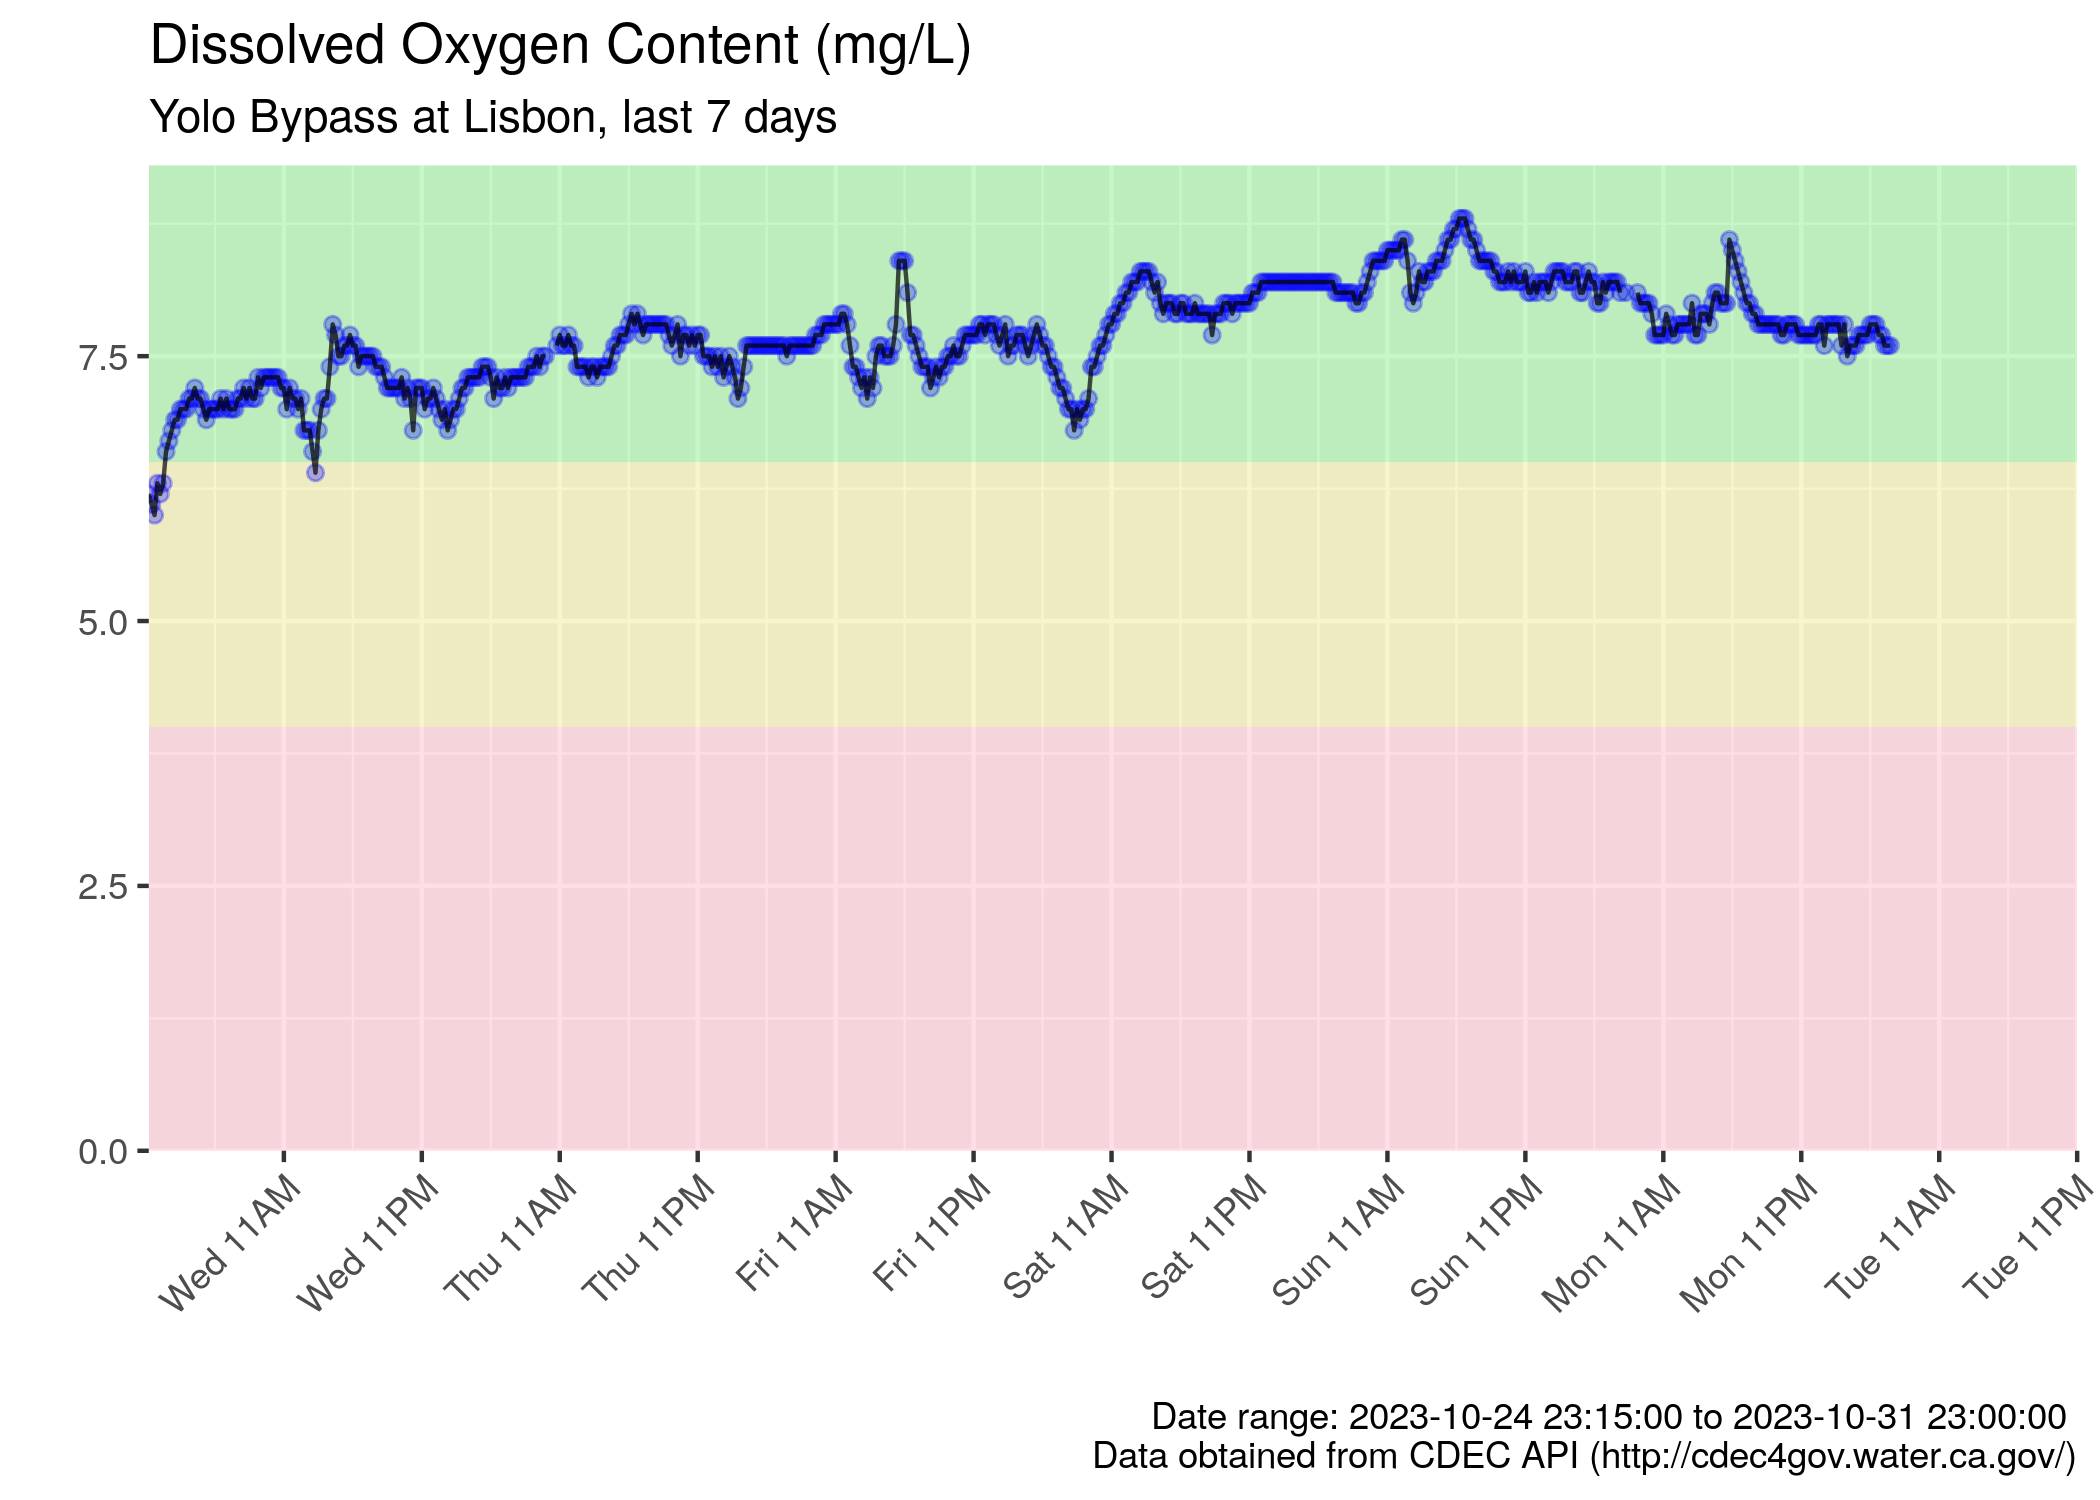 Dissolved Oxygen Content (mg/L)
Yolo Bypass at Lisbon, last 7 days
7.5
5.0
2.5
0.0
Wed 11AM
Wed 11PM
Thu 11AM
Thu 11PM
Fri 11AM
Fri 11PM
Sat 11AM
Sat 11PM
Sun 11AM
Sun 11PM
Mon 11AM
Mon 11PM
Tue 11AM
Tue 11PM
Date range: 2023-10-24 23:15:00 to 2023-10-31 23:00:00
Data obtained from CDEC API (http://cdec4gov.water.ca.gov/)